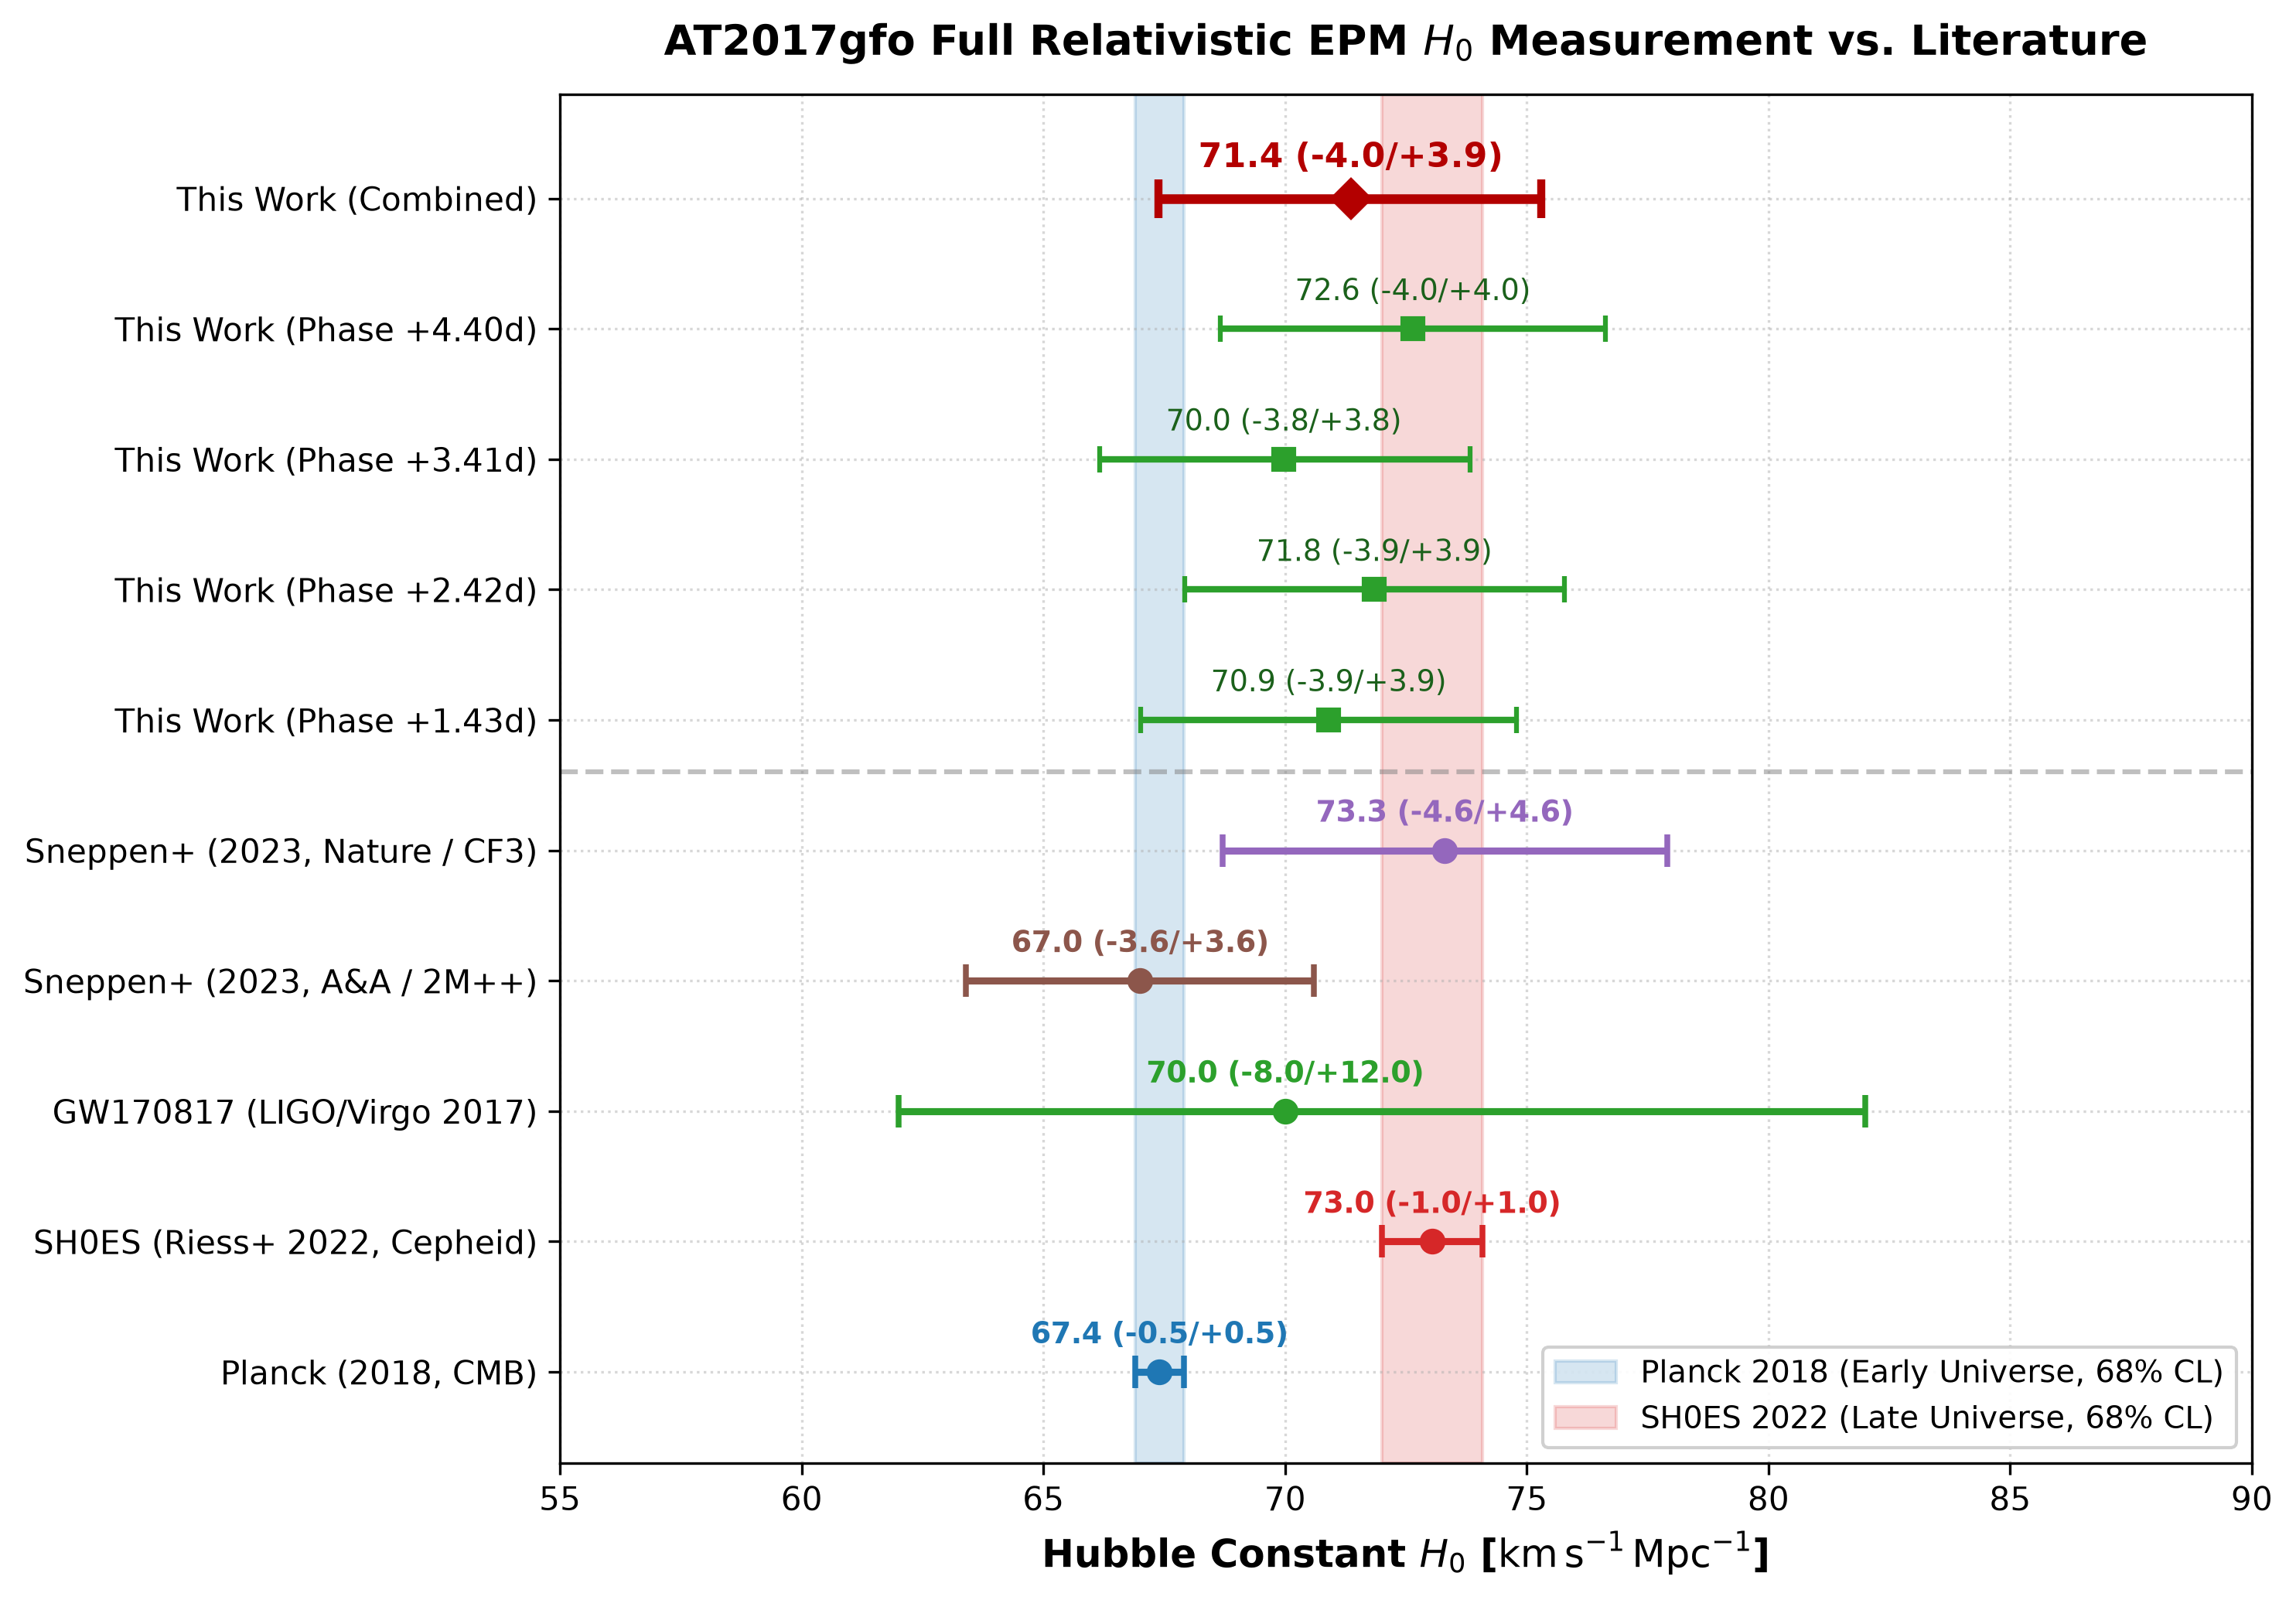 AT2017gfo Full Relativistic EPM H₀ Measurement vs. Literature
This Work (Combined)
71.4 (-4.0/+3.9)
This Work (Phase +4.40d)
72.6 (-4.0/+4.0)
This Work (Phase +3.41d)
70.0 (-3.8/+3.8)
This Work (Phase +2.42d)
71.8 (-3.9/+3.9)
This Work (Phase +1.43d)
70.9 (-3.9/+3.9)
Sneppen+ (2023, Nature / CF3)
73.3 (-4.6/+4.6)
Sneppen+ (2023, A&A / 2M++)
67.0 (-3.6/+3.6)
GW170817 (LIGO/Virgo 2017)
70.0 (-8.0/+12.0)
SH0ES (Riess+ 2022, Cepheid)
73.0 (-1.0/+1.0)
Planck (2018, CMB)
67.4 (-0.5/+0.5)
Planck 2018 (Early Universe, 68% CL)
SH0ES 2022 (Late Universe, 68% CL)
55 60 65 70 75 80 85 90
Hubble Constant H₀ [km s⁻¹ Mpc⁻¹]